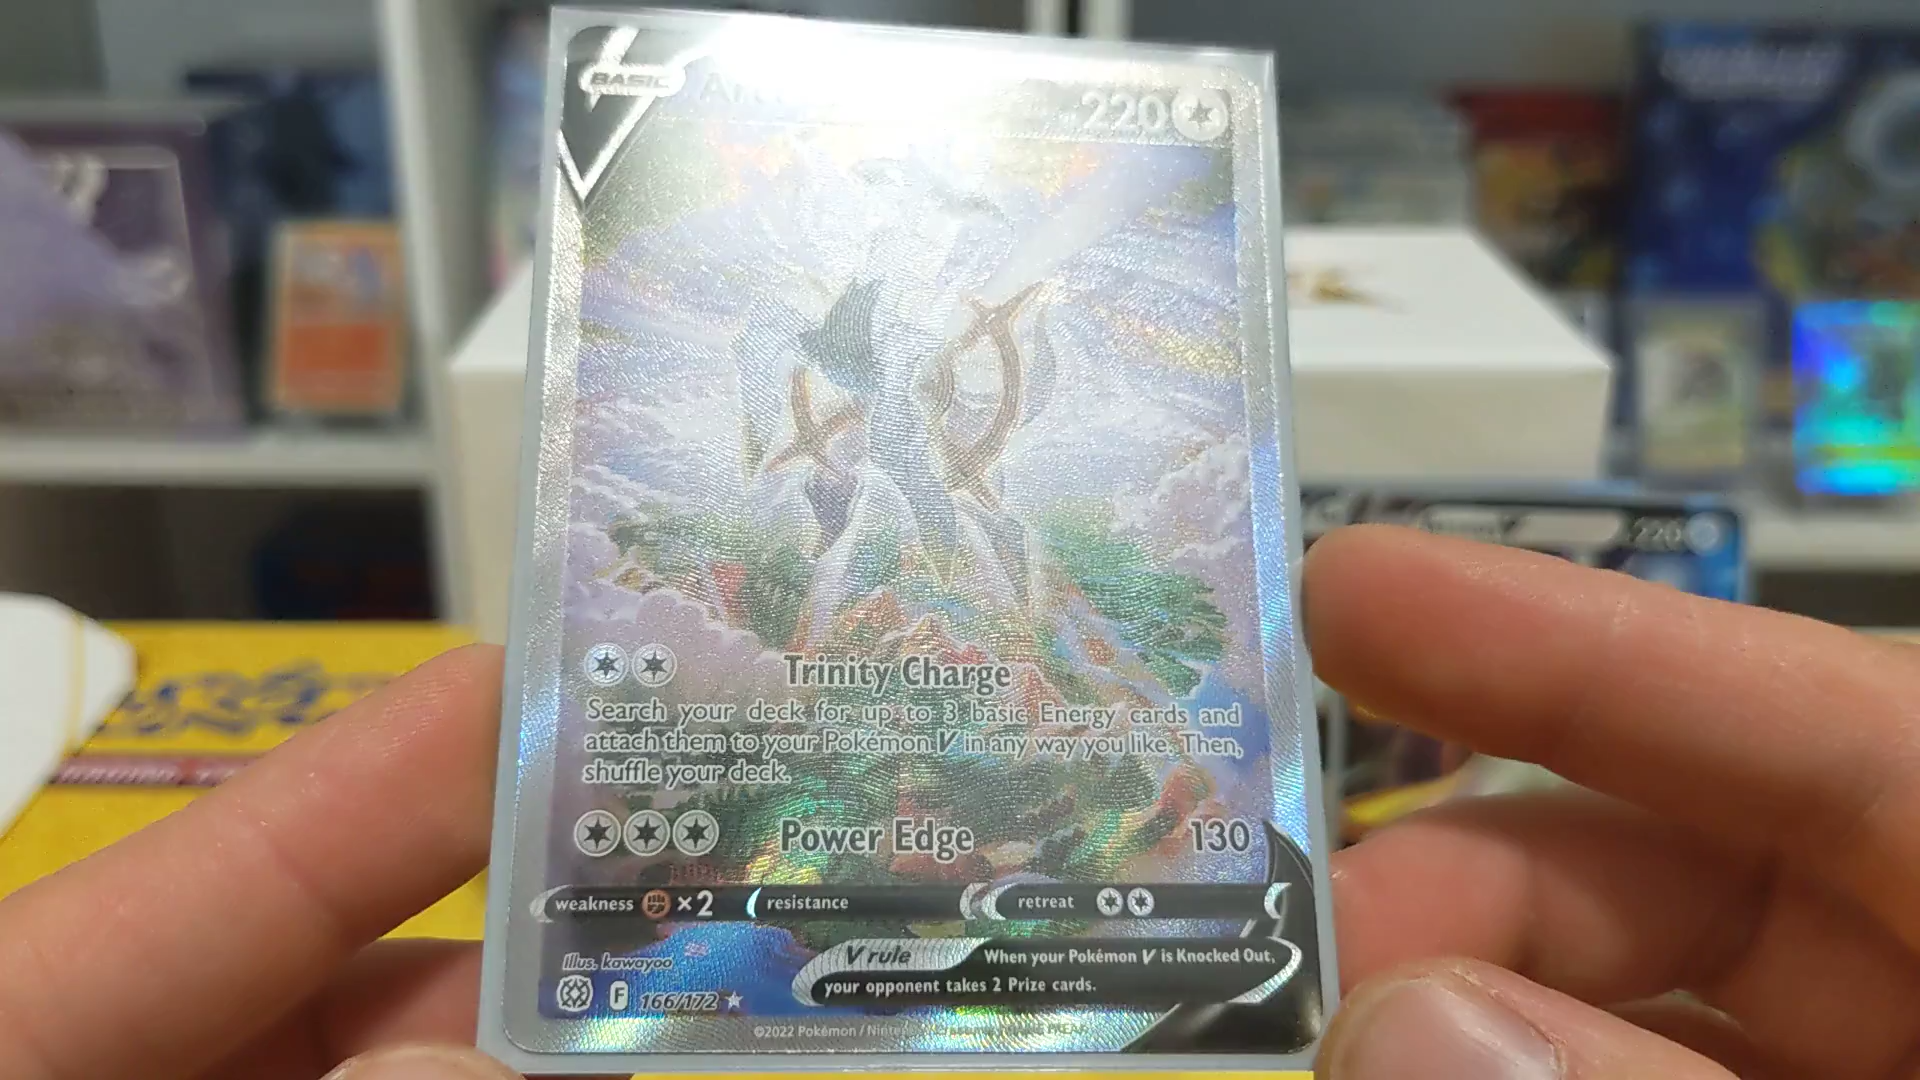 BASIC
220
Trinity Charge
Search your deck for up to 3 basic Energy cards and
attach them to your Pokémon V in any way you like. Then,
shuffle your deck.
Power Edge 130
weakness ×2 resistance retreat
V rule When your Pokémon V is Knocked Out,
your opponent takes 2 Prize cards.
Illus. kawayoo
F 166/172
©2022 Pokémon / Nintendo
220